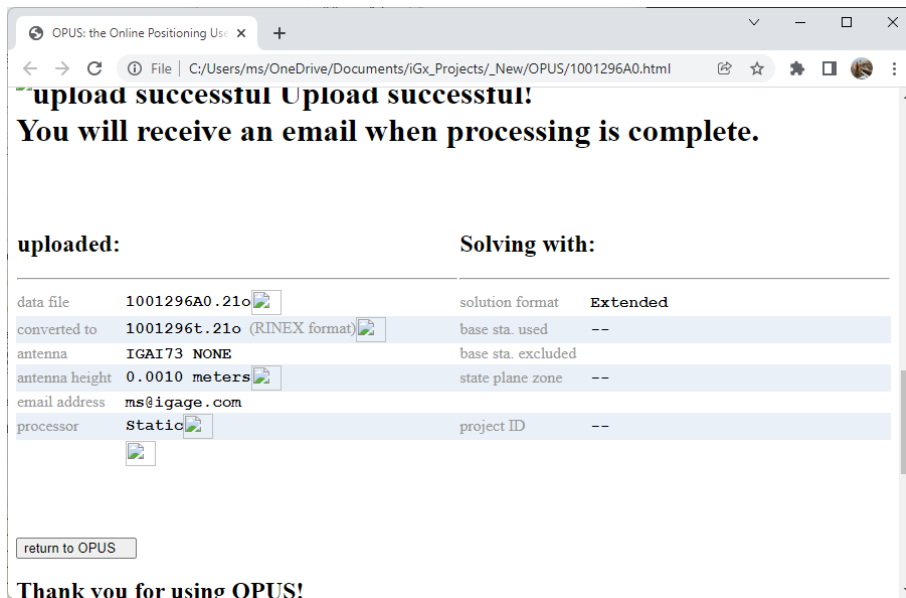 OPUS: the Online Positioning Use
File | C:/Users/ms/OneDrive/Documents/iGx_Projects/_New/OPUS/1001296A0.html
upload successful Upload successful!
You will receive an email when processing is complete.
uploaded:
Solving with:
data file 1001296A0.21o
solution format Extended
converted to 1001296t.21o (RINEX format)
base sta. used --
antenna IGAI73 NONE
base sta. excluded
antenna height 0.0010 meters
state plane zone --
email address ms@igage.com
processor Static
project ID --
return to OPUS
Thank you for using OPUS!